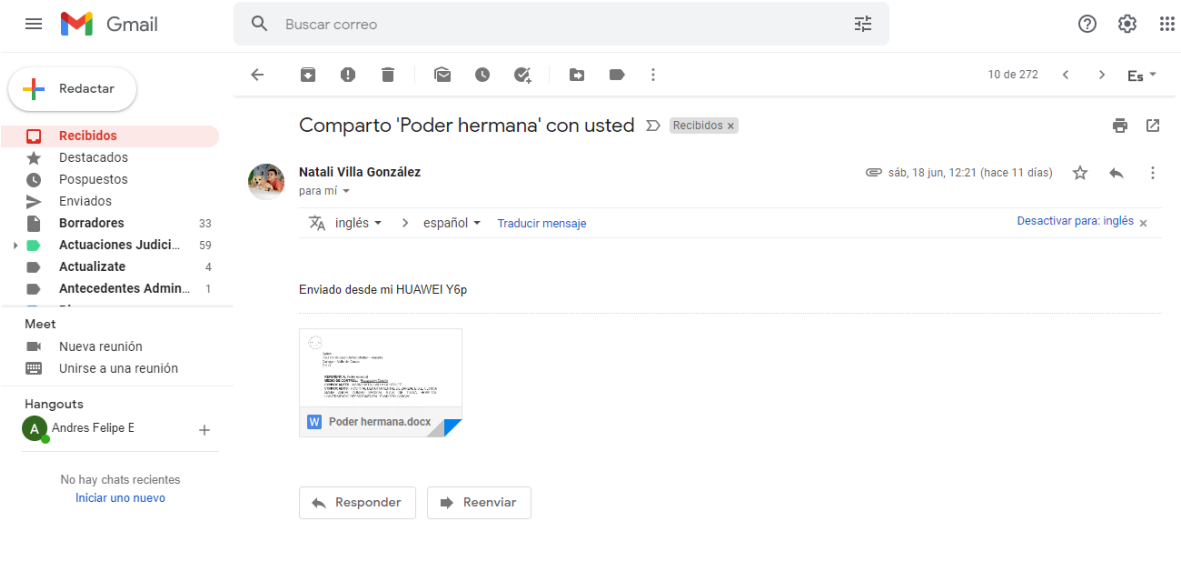 Gmail
Buscar correo
Redactar
10 de 272
Es
Recibidos
Destacados
Pospuestos
Enviados
Borradores 33
Actuaciones Judici... 59
Actualizate 4
Antecedentes Admin... 1
Meet
Nueva reunión
Unirse a una reunión
Hangouts
A Andres Felipe E
No hay chats recientes
Iniciar uno nuevo
Comparto 'Poder hermana' con usted Recibidos x
Natali Villa González sáb, 18 jun, 12:21 (hace 11 días)
para mí
inglés > español Traducir mensaje Desactivar para: inglés x
Enviado desde mi HUAWEI Y6p
W Poder hermana.docx
Responder Reenviar